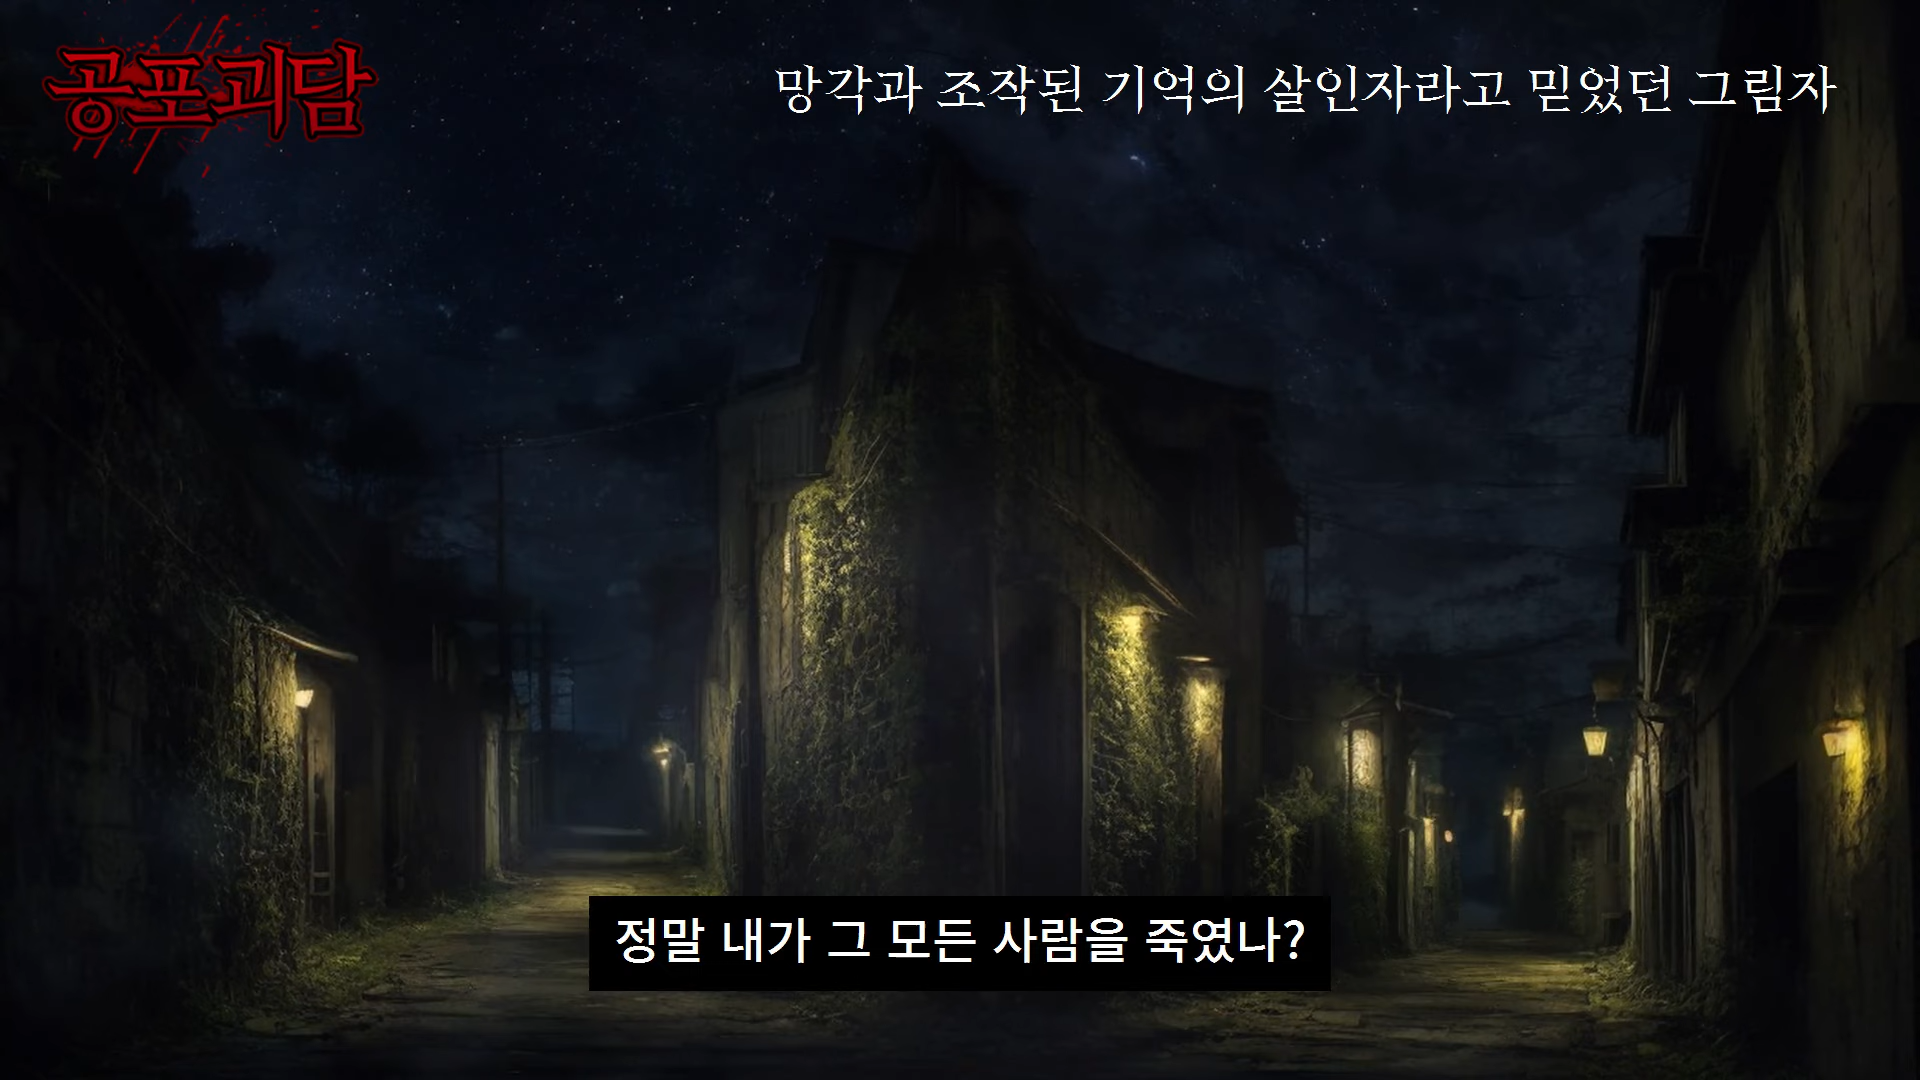 공포괴담
망각과 조작된 기억의 살인자라고 믿었던 그림자
정말 내가 그 모든 사람을 죽였나?